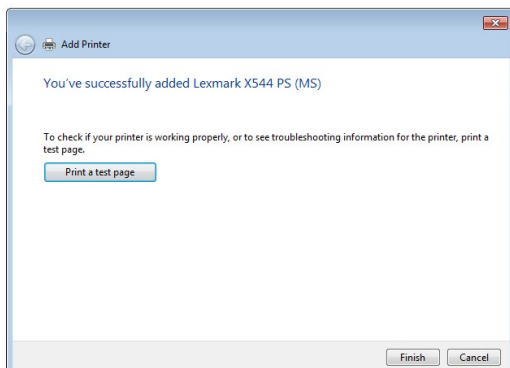 Add Printer
You've successfully added Lexmark X544 PS (MS)
To check if your printer is working properly, or to see troubleshooting information for the printer, print a
test page.
Print a test page
Finish
Cancel